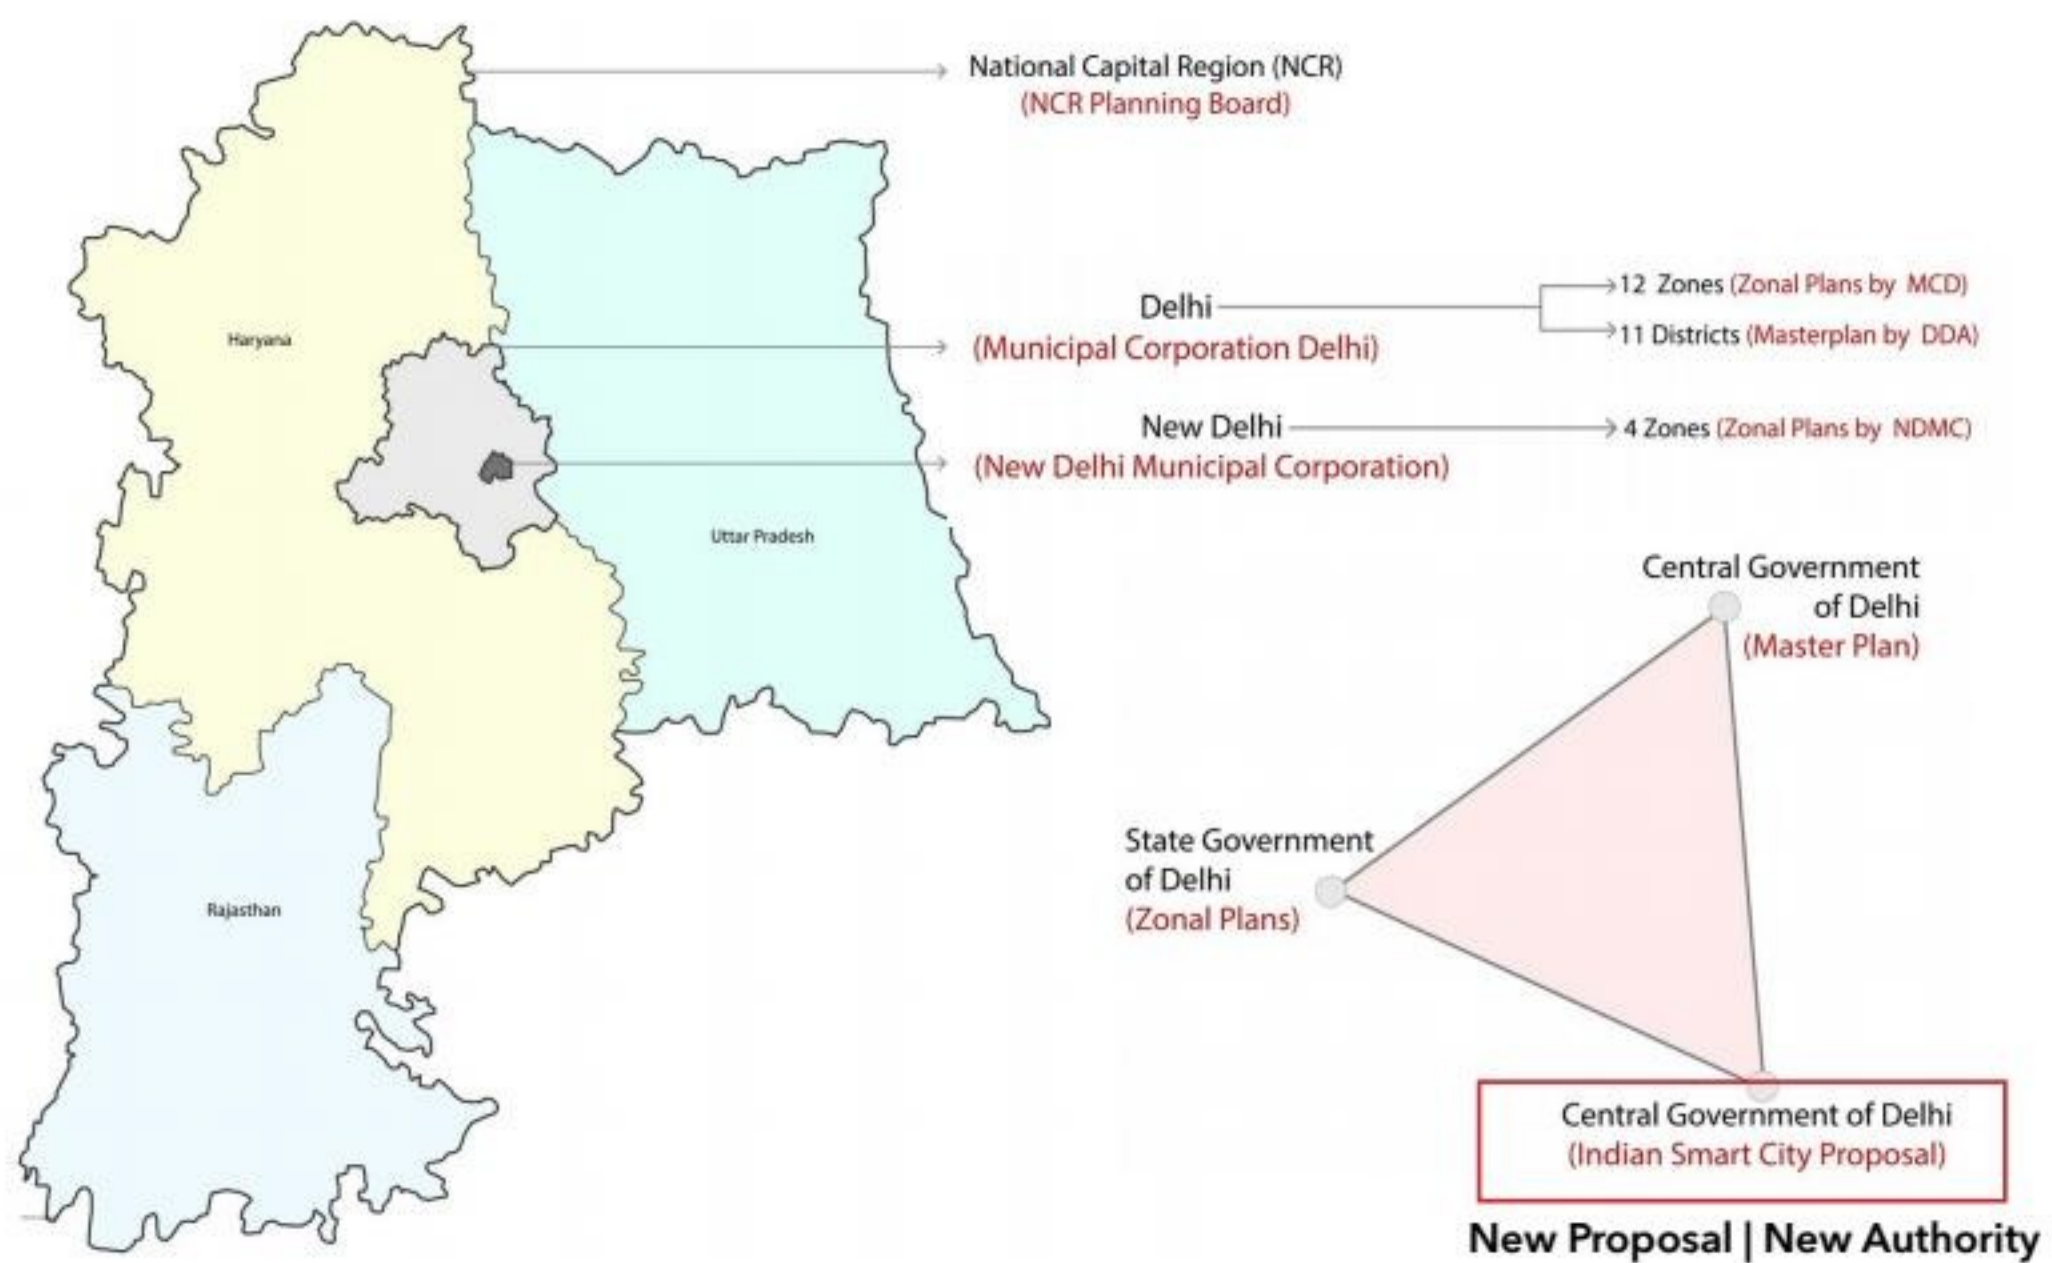 National Capital Region (NCR)
(NCR Planning Board)
Haryana
Delhi
(Municipal Corporation Delhi)
12 Zones (Zonal Plans by MCD)
11 Districts (Masterplan by DDA)
New Delhi
(New Delhi Municipal Corporation)
4 Zones (Zonal Plans by NDMC)
Uttar Pradesh
Central Government
of Delhi
(Master Plan)
State Government
of Delhi
(Zonal Plans)
Rajasthan
Central Government of Delhi
(Indian Smart City Proposal)
New Proposal | New Authority